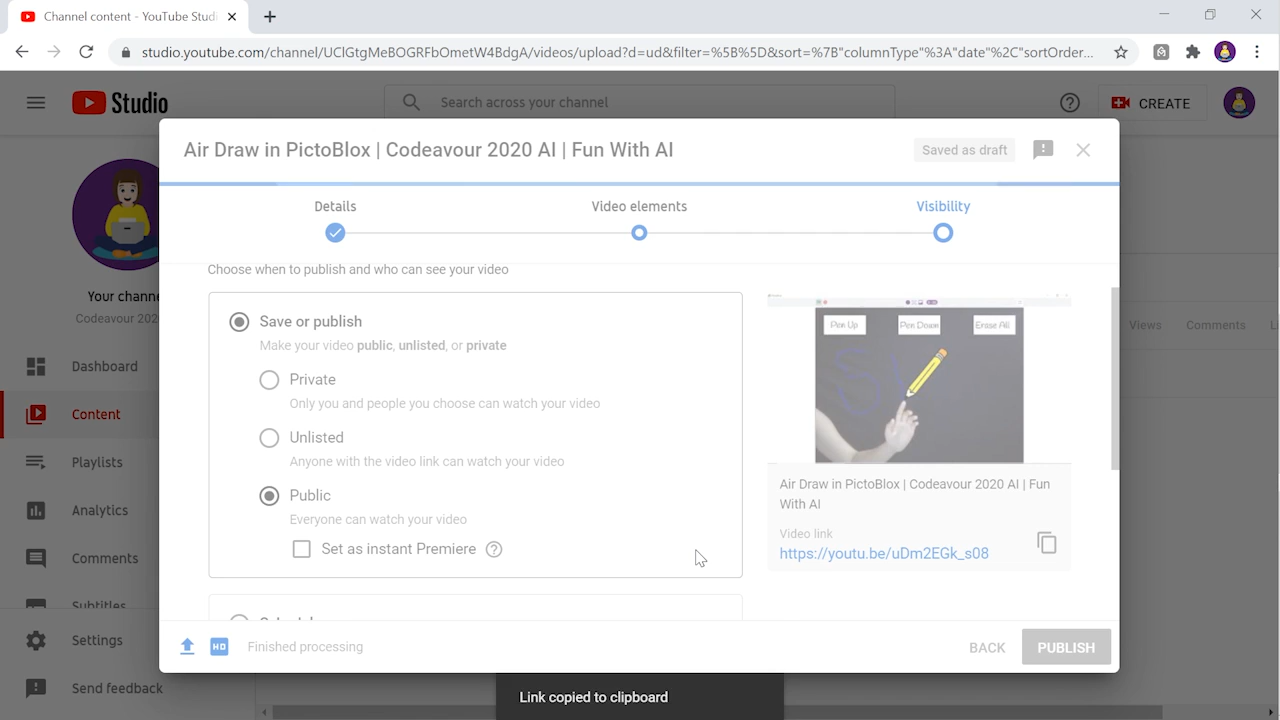 Channel content - YouTube Studi
studio.youtube.com/channel/UClGtgMeBOGRFbOmetW4BdgA/videos/upload?d=ud&filter=%5B%5D&sort=%7B"columnType"%3A"date"%2C"sortOrder...
Studio
Search across your channel
CREATE
Air Draw in PictoBlox | Codeavour 2020 AI | Fun With AI
Saved as draft
Details
Video elements
Visibility
Choose when to publish and who can see your video
Your channe
Codeavour 202
Dashboard
Content
Playlists
Analytics
Comments
Subtitles
Settings
Send feedback
Save or publish
Make your video public, unlisted, or private
Private
Only you and people you choose can watch your video
Unlisted
Anyone with the video link can watch your video
Public
Everyone can watch your video
Set as instant Premiere
Pen Up
Pen Down
Erase All
Air Draw in PictoBlox | Codeavour 2020 AI | Fun
With AI
Video link
https://youtu.be/uDm2EGk_s08
Views
Comments
HD
Finished processing
BACK
PUBLISH
Link copied to clipboard